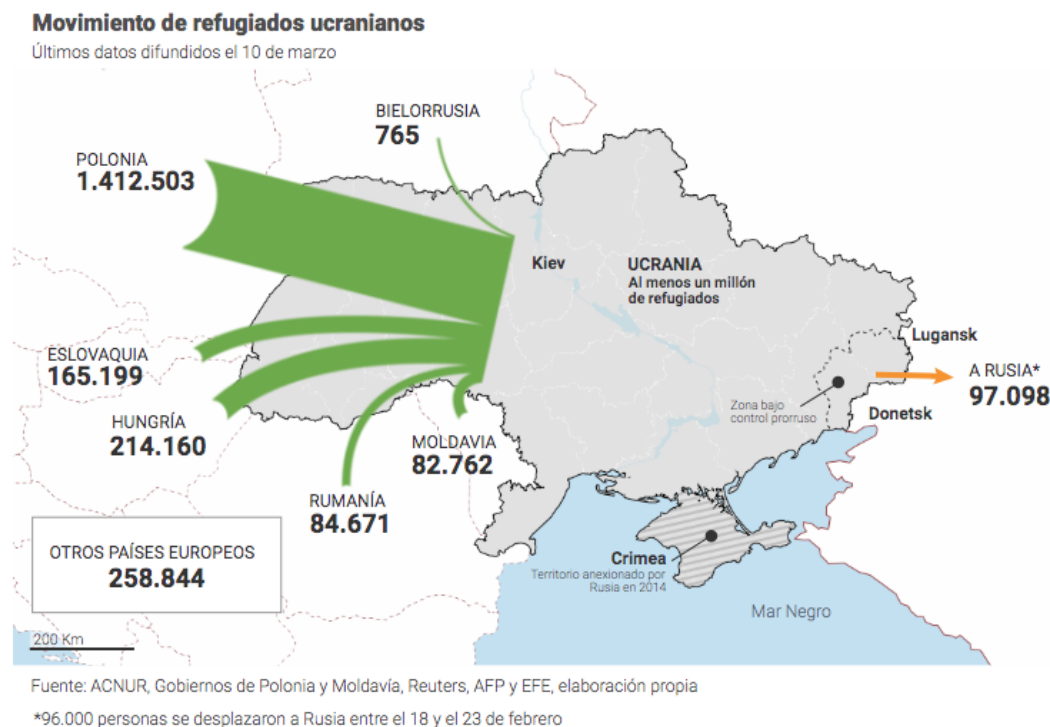 Movimiento de refugiados ucranianos
Últimos datos difundidos el 10 de marzo
BIELORRUSIA
765
POLONIA
1.412.503
Kiev
UCRANIA
Al menos un millón
de refugiados
Lugansk
ESLOVAQUIA
165.199
A RUSIA*
97.098
Zona bajo
control prorruso
Donetsk
HUNGRÍA
214.160
MOLDAVIA
82.762
RUMANÍA
84.671
OTROS PAÍSES EUROPEOS
258.844
Crimea
Territorio anexionado por
Rusia en 2014
Mar Negro
200 Km
Fuente: ACNUR, Gobiernos de Polonia y Moldavía, Reuters, AFP y EFE, elaboración propia
*96.000 personas se desplazaron a Rusia entre el 18 y el 23 de febrero